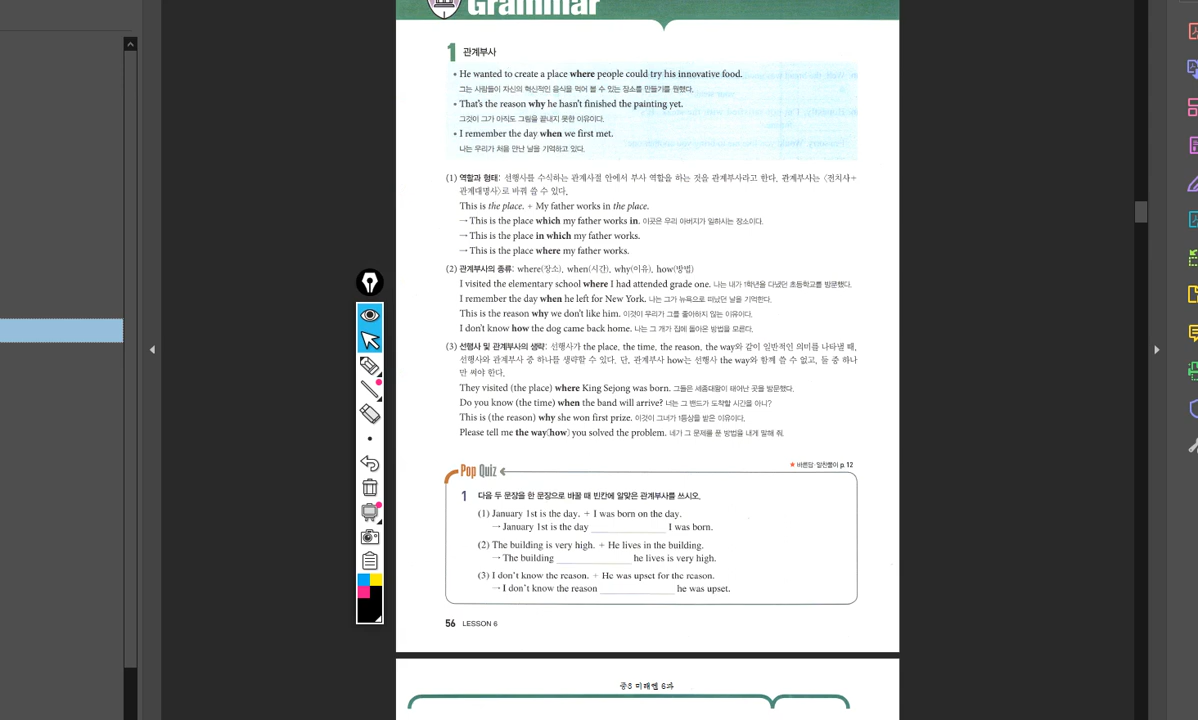 Grammar
1 관계부사
• He wanted to create a place where people could try his innovative food.
그는 사람들이 자신의 혁신적인 음식을 먹어 볼 수 있는 장소를 만들기를 원했다.
• That's the reason why he hasn't finished the painting yet.
그것이 그가 아직도 그림을 끝내지 못한 이유이다.
• I remember the day when we first met.
나는 우리가 처음 만난 날을 기억하고 있다.
(1) 역할과 형태: 선행사를 수식하는 관계사절 안에서 부사 역할을 하는 것을 관계부사라고 한다. 관계부사는 〈전치사+
관계대명사〉로 바꿔 쓸 수 있다.
This is the place. + My father works in the place.
→ This is the place which my father works in. 이곳은 우리 아버지가 일하시는 장소이다.
→ This is the place in which my father works.
→ This is the place where my father works.
(2) 관계부사의 종류: where(장소), when(시간), why(이유), how(방법)
I visited the elementary school where I had attended grade one. 나는 내가 1학년을 다녔던 초등학교를 방문했다.
I remember the day when he left for New York. 나는 그가 뉴욕으로 떠났던 날을 기억한다.
This is the reason why we don't like him. 이것이 우리가 그를 좋아하지 않는 이유이다.
I don't know how the dog came back home. 나는 그 개가 집에 돌아온 방법을 모른다.
(3) 선행사 및 관계부사의 생략: 선행사가 the place, the time, the reason, the way와 같이 일반적인 의미를 나타낼 때,
선행사와 관계부사 중 하나를 생략할 수 있다. 단, 관계부사 how는 선행사 the way와 함께 쓸 수 없고, 둘 중 하나
만 써야 한다.
They visited (the place) where King Sejong was born. 그들은 세종대왕이 태어난 곳을 방문했다.
Do you know (the time) when the band will arrive? 너는 그 밴드가 도착할 시간을 아니?
This is (the reason) why she won first prize. 이것이 그녀가 1등상을 받은 이유이다.
Please tell me the way(how) you solved the problem. 네가 그 문제를 푼 방법을 내게 말해 줘.
Pop Quiz
★ 바른답·알찬풀이 p.12
1 다음 두 문장을 한 문장으로 바꿀 때 빈칸에 알맞은 관계부사를 쓰시오.
(1) January 1st is the day. + I was born on the day.
→ January 1st is the day ________ I was born.
(2) The building is very high. + He lives in the building.
→ The building ________ he lives is very high.
(3) I don't know the reason. + He was upset for the reason.
→ I don't know the reason ________ he was upset.
56 LESSON 6
중3 미래엔 6과